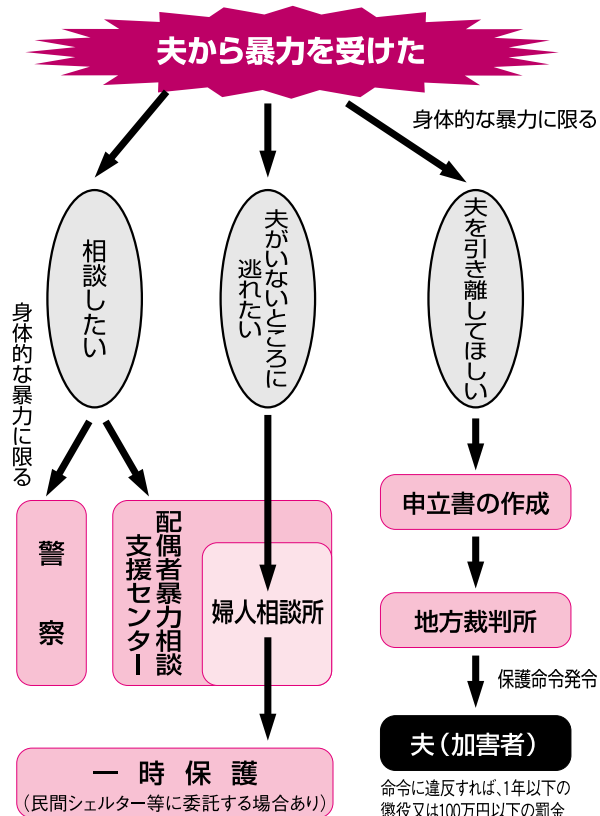 夫から暴力を受けた
身体的な暴力に限る
相談したい
夫がいないところに
逃れたい
夫を引き離してほしい
身体的な暴力に限る
警察
配偶者暴力相談
支援センター
婦人相談所
一時保護
（民間シェルター等に委託する場合あり）
申立書の作成
地方裁判所
保護命令発令
夫（加害者）
命令に違反すれば、1年以下の
懲役又は100万円以下の罰金